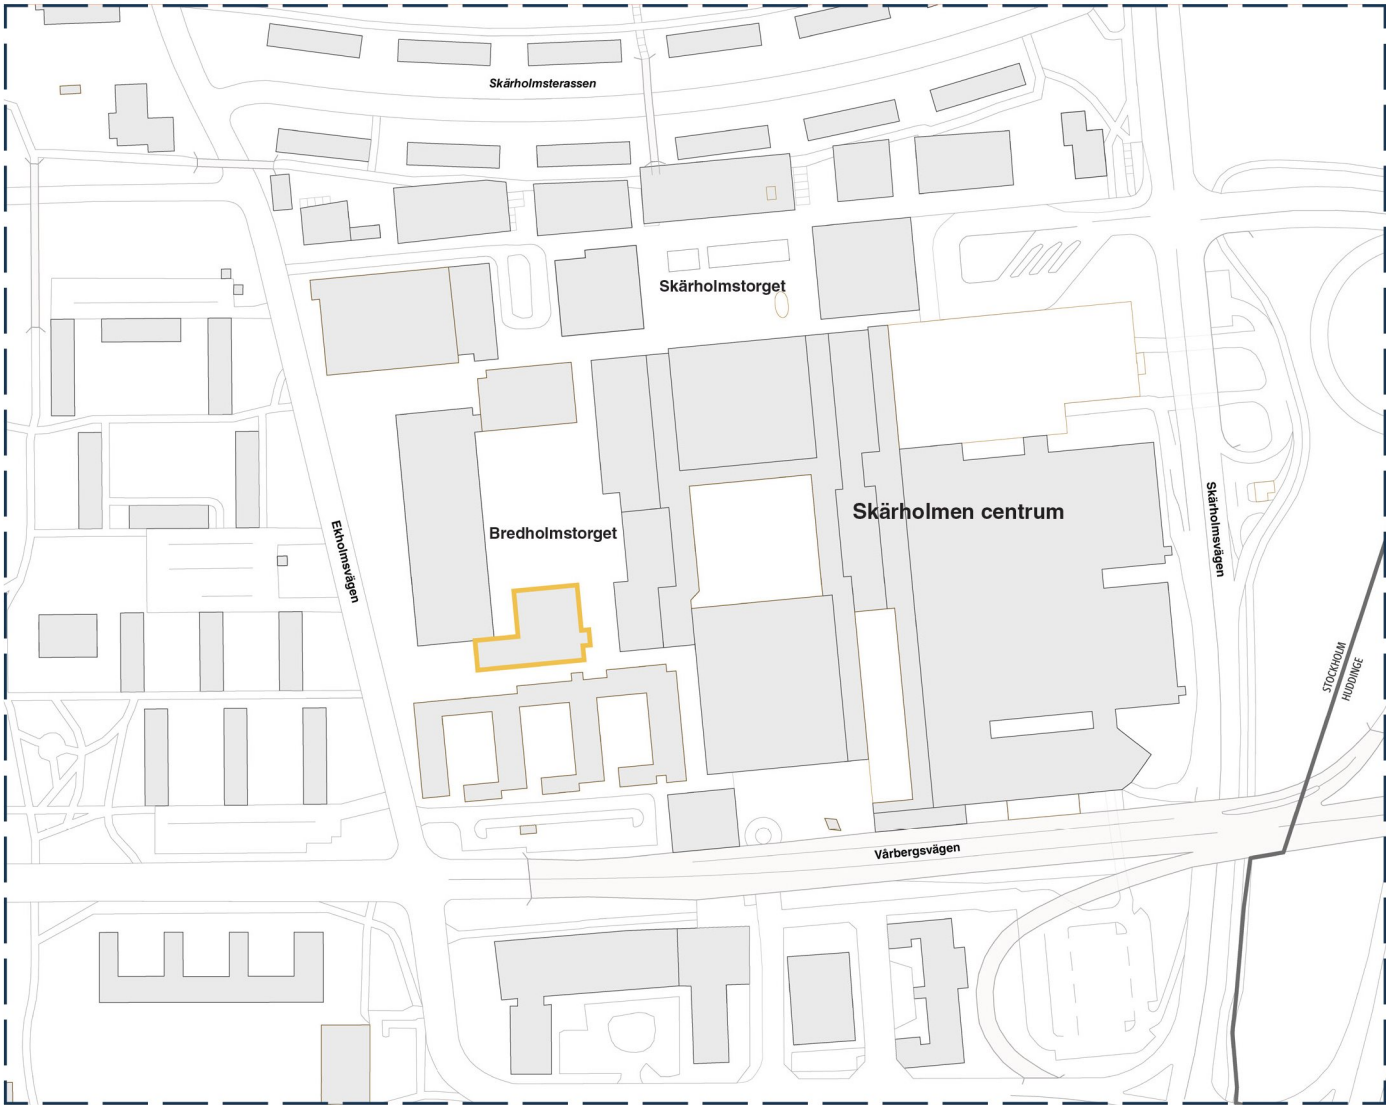 Skärholmsterassen
Skärholmstorget
Skärholmen centrum
Bredholmstorget
Ekholmsvägen
Skärholmsvägen
STOCKHOLM
HUDDINGE
Vårbergsvägen